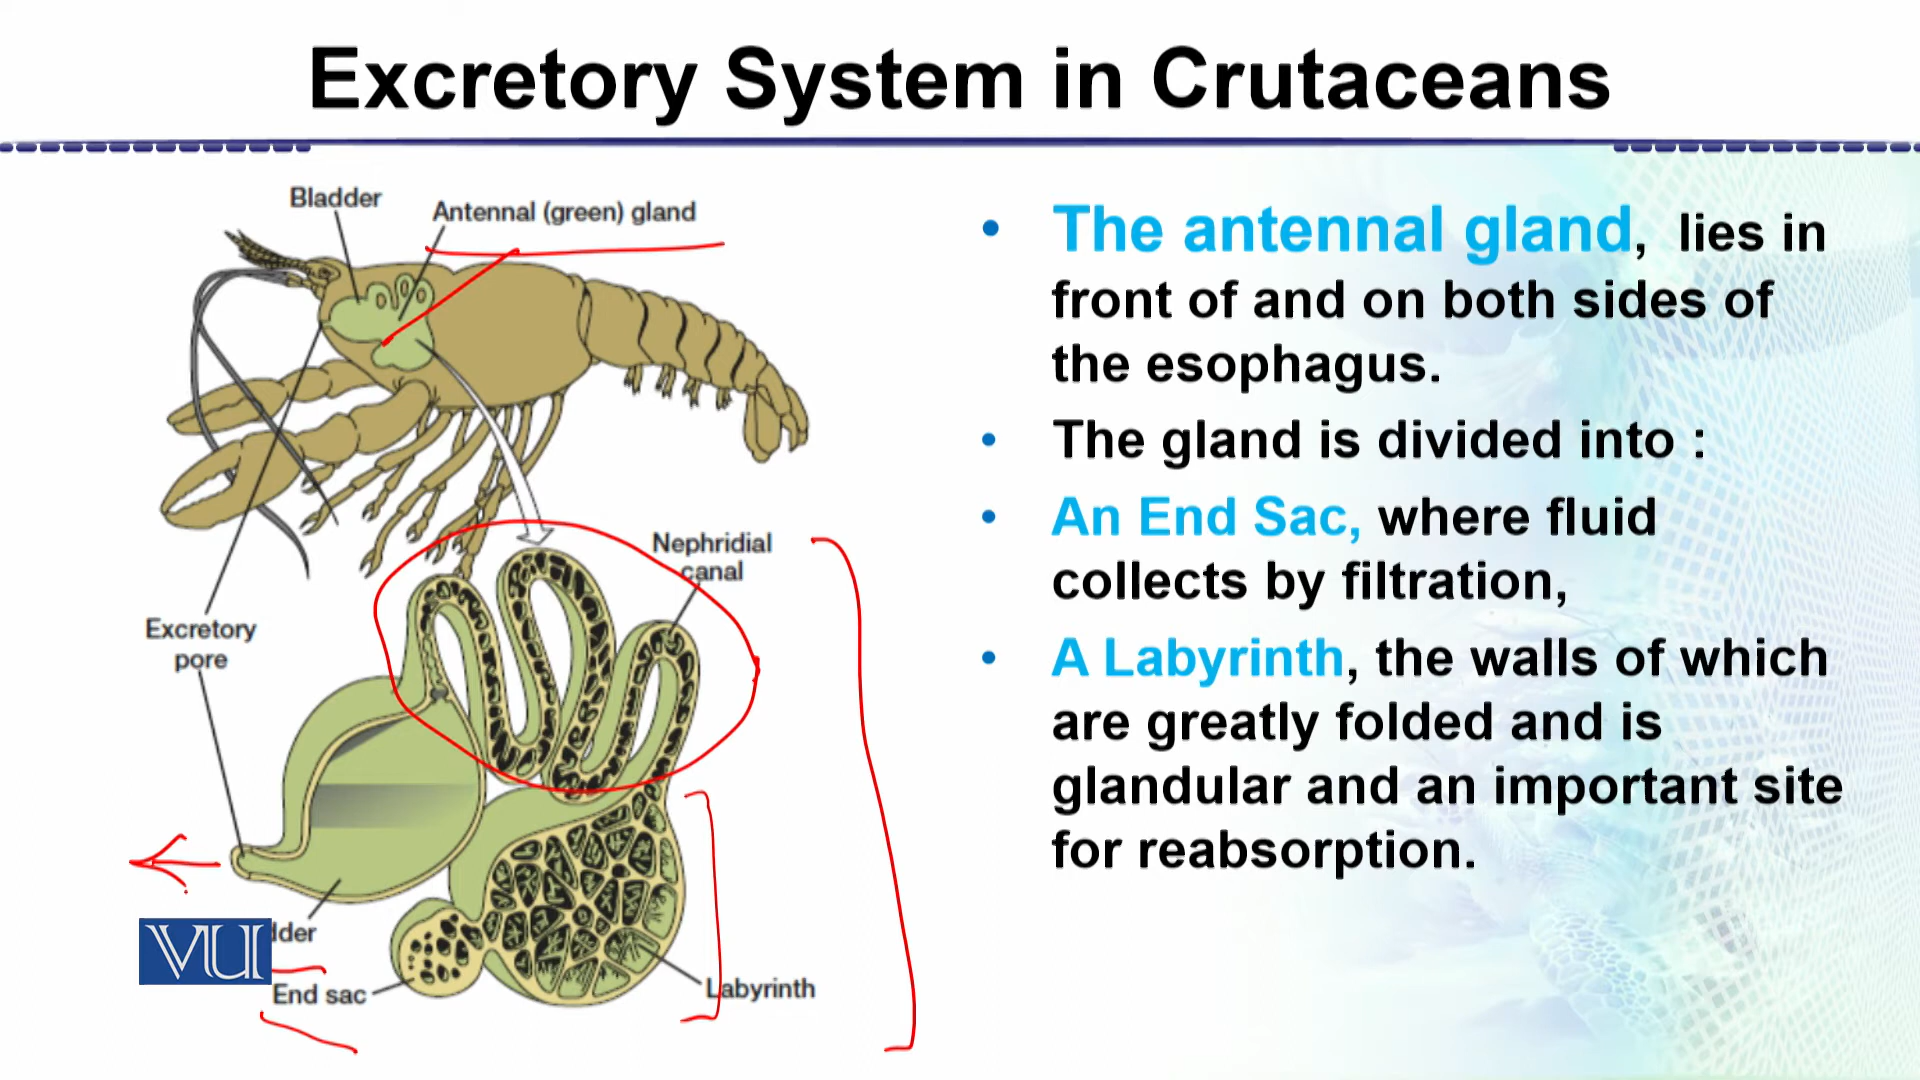 Excretory System in Crutaceans
Bladder
Antennal (green) gland
Nephridial
canal
Excretory
pore
dder
End sac
Labyrinth
VU
• The antennal gland, lies in
front of and on both sides of
the esophagus.
• The gland is divided into :
• An End Sac, where fluid
collects by filtration,
• A Labyrinth, the walls of which
are greatly folded and is
glandular and an important site
for reabsorption.